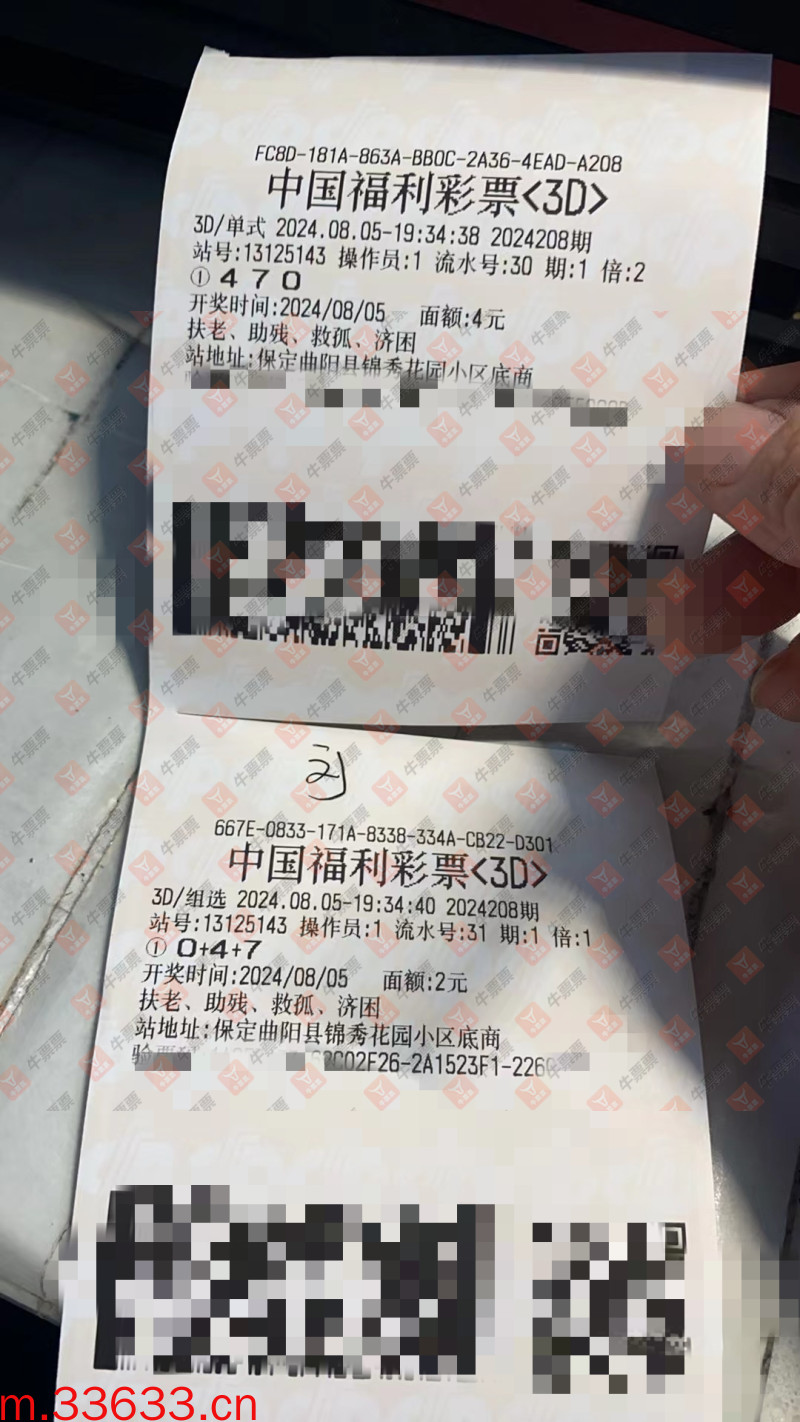 FC8D-181A-863A-BB0C-2A36-4EAD-A208
中国福利彩票<3D>
3D/单式 2024.08.05-19:34:38 2024208期
站号:13125143 操作员:1 流水号:30 期:1 倍:2
① 4 7 0
开奖时间:2024/08/05 面额:4元
扶老、助残、救孤、济困
站地址:保定曲阳县锦秀花园小区底商
667E-0833-171A-8338-334A-CB22-D301
中国福利彩票<3D>
3D/组选 2024.08.05-19:34:40 2024208期
站号:13125143 操作员:1 流水号:31 期:1 倍:1
① 0+4+7
开奖时间:2024/08/05 面额:2元
扶老、助残、救孤、济困
站地址:保定曲阳县锦秀花园小区底商
C02F26-2A1523F1-226
牛票票
m.33633.cn